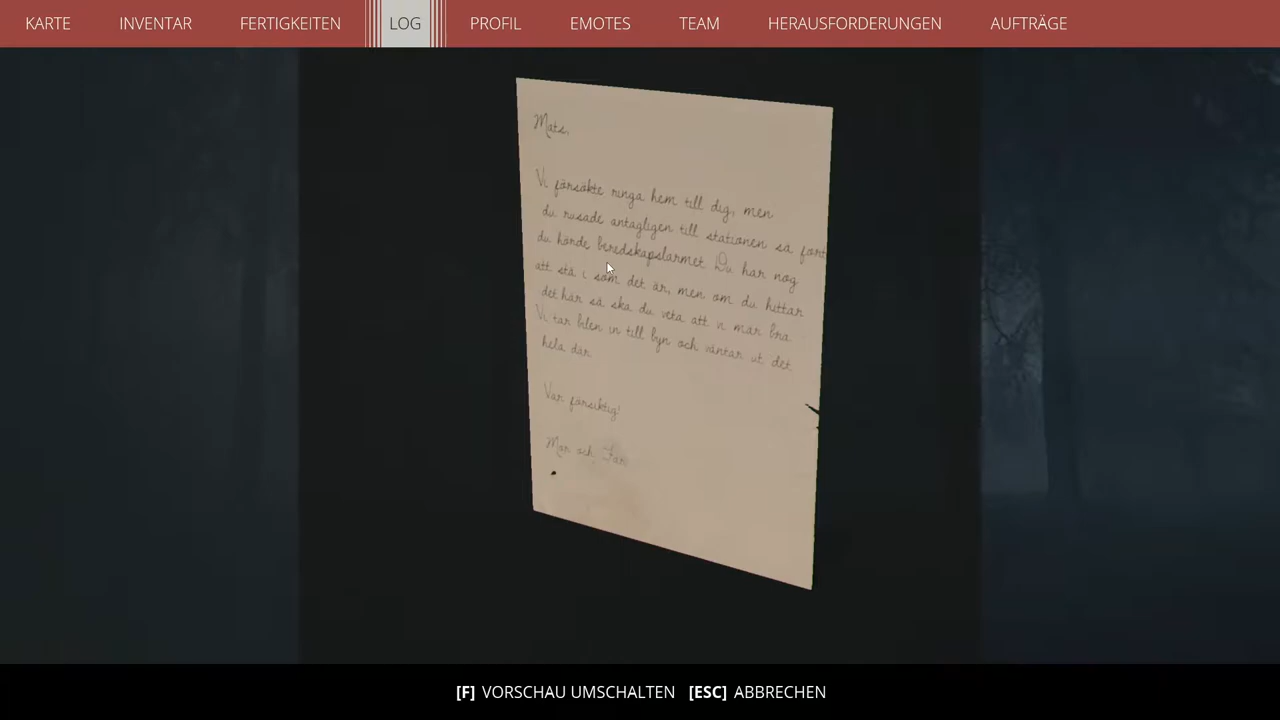 KARTE INVENTAR FERTIGKEITEN LOG PROFIL EMOTES TEAM HERAUSFORDERUNGEN AUFTRÄGE
Mats,
Vi försökte ringa hem till dig, men
du rusade antagligen till stationen så fort
du hörde beredskapslarmet. Du har nog
att stå i som det är, men om du hittar
det här så ska du veta att vi mår bra.
Vi tar bilen in till byn och väntar ut det
hela där.
Var försiktig!
Mor och Far
[F] VORSCHAU UMSCHALTEN [ESC] ABBRECHEN